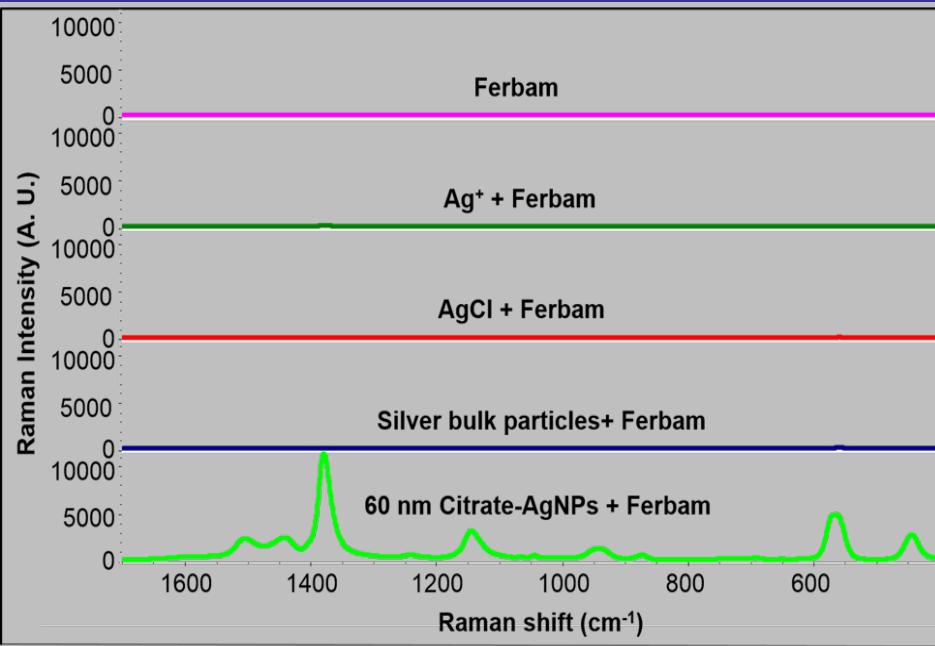 10000
5000
Ferbam
0
10000
5000
Ag⁺ + Ferbam
0
10000
5000
AgCl + Ferbam
0
10000
5000
Silver bulk particles+ Ferbam
0
10000
60 nm Citrate-AgNPs + Ferbam
5000
0
Raman Intensity (A. U.)
1600 1400 1200 1000 800 600
Raman shift (cm⁻¹)